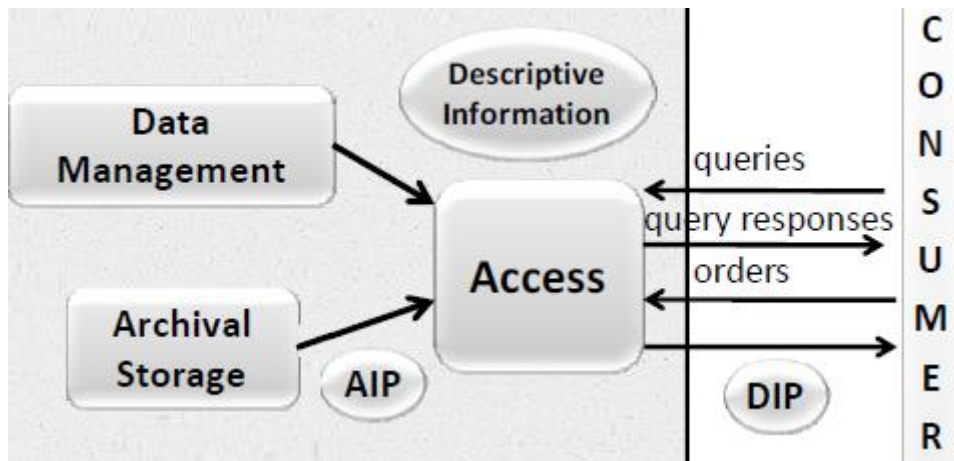 Descriptive
Information
Data
Management
queries
query responses
Access
orders
Archival
Storage
AIP
DIP
C
O
N
S
U
M
E
R